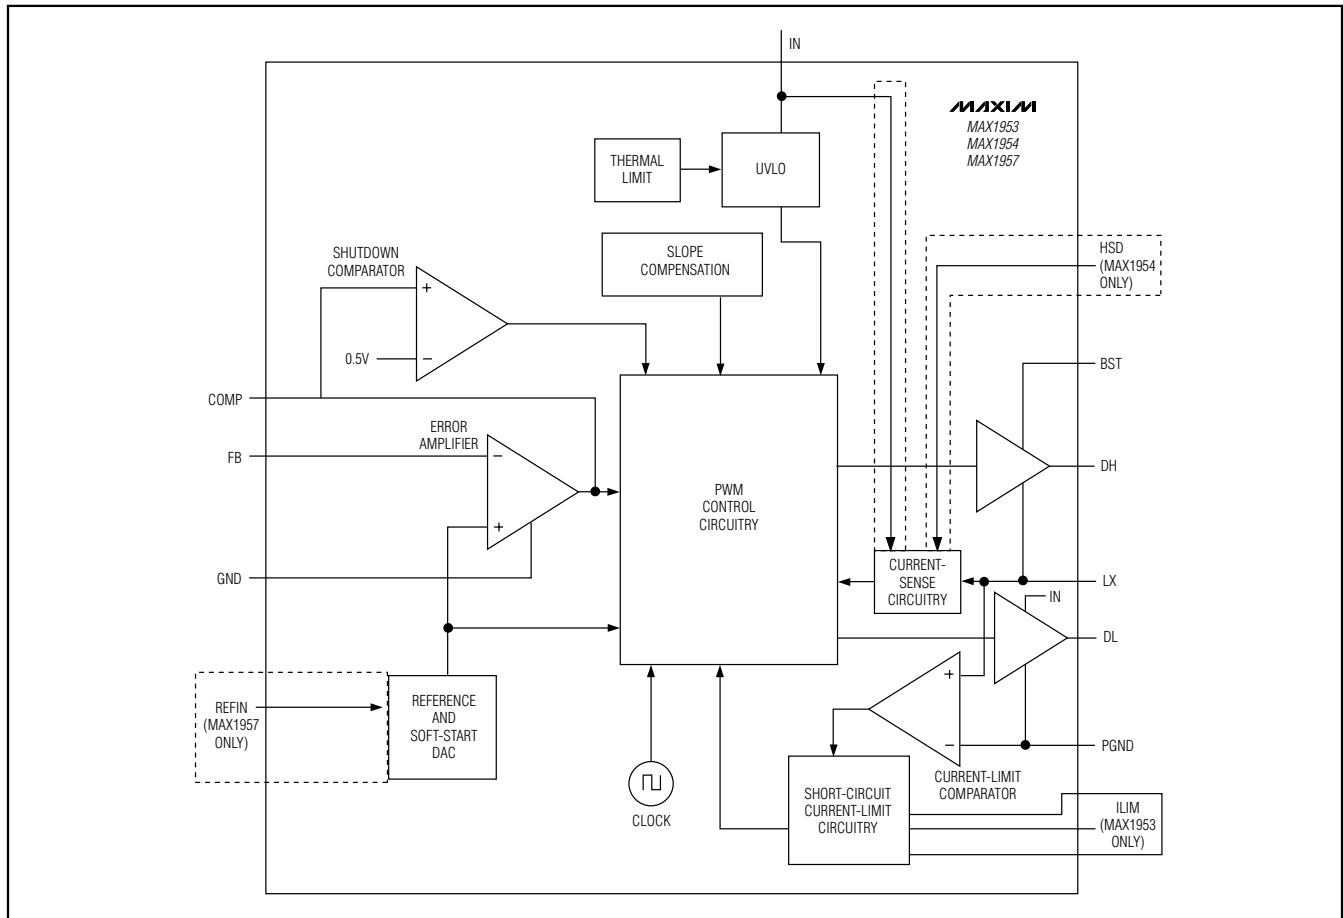 IN
MAXIM
MAX1953
MAX1954
MAX1957
THERMAL
LIMIT
UVLO
SHUTDOWN
COMPARATOR
SLOPE
COMPENSATION
HSD
(MAX1954
ONLY)
+
0.5V
−
BST
COMP
ERROR
AMPLIFIER
FB
−
DH
PWM
CONTROL
CIRCUITRY
+
GND
CURRENT-
SENSE
CIRCUITRY
LX
IN
DL
REFIN
(MAX1957
ONLY)
REFERENCE
AND
SOFT-START
DAC
+
−
PGND
CURRENT-LIMIT
COMPARATOR
CLOCK
SHORT-CIRCUIT
CURRENT-LIMIT
CIRCUITRY
ILIM
(MAX1953
ONLY)